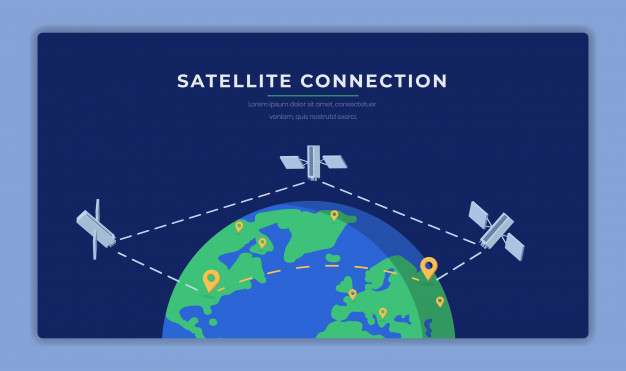 SATELLITE CONNECTION
Lorem ipsum dolor sit amet, consectetuer
veniam, quis nostrud exerci.